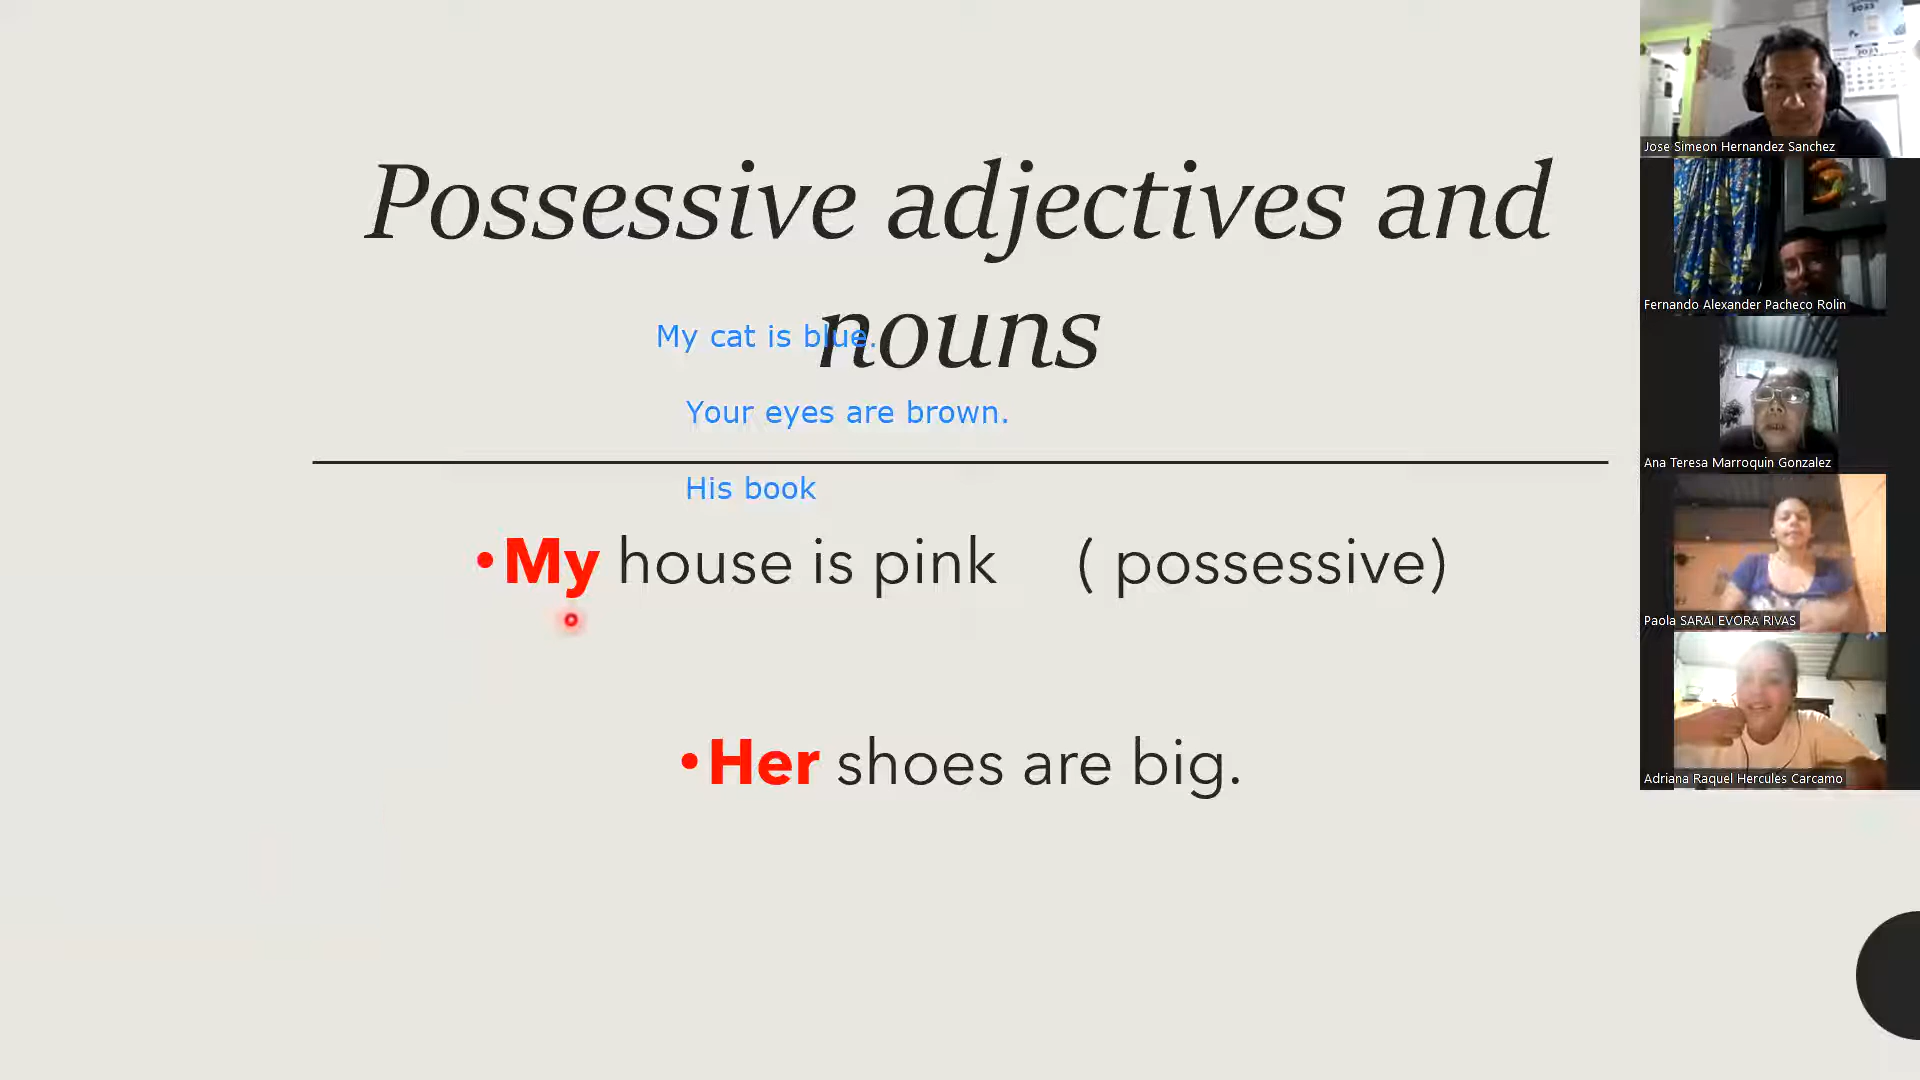 Possessive adjectives and
nouns
My cat is blue.
Your eyes are brown.
His book
•My house is pink ( possessive)
•Her shoes are big.
2023
2023
Jose Simeon Hernandez Sanchez
Fernando Alexander Pacheco Rolin
Ana Teresa Marroquin Gonzalez
Paola SARAI EVORA RIVAS
Adriana Raquel Hercules Carcamo